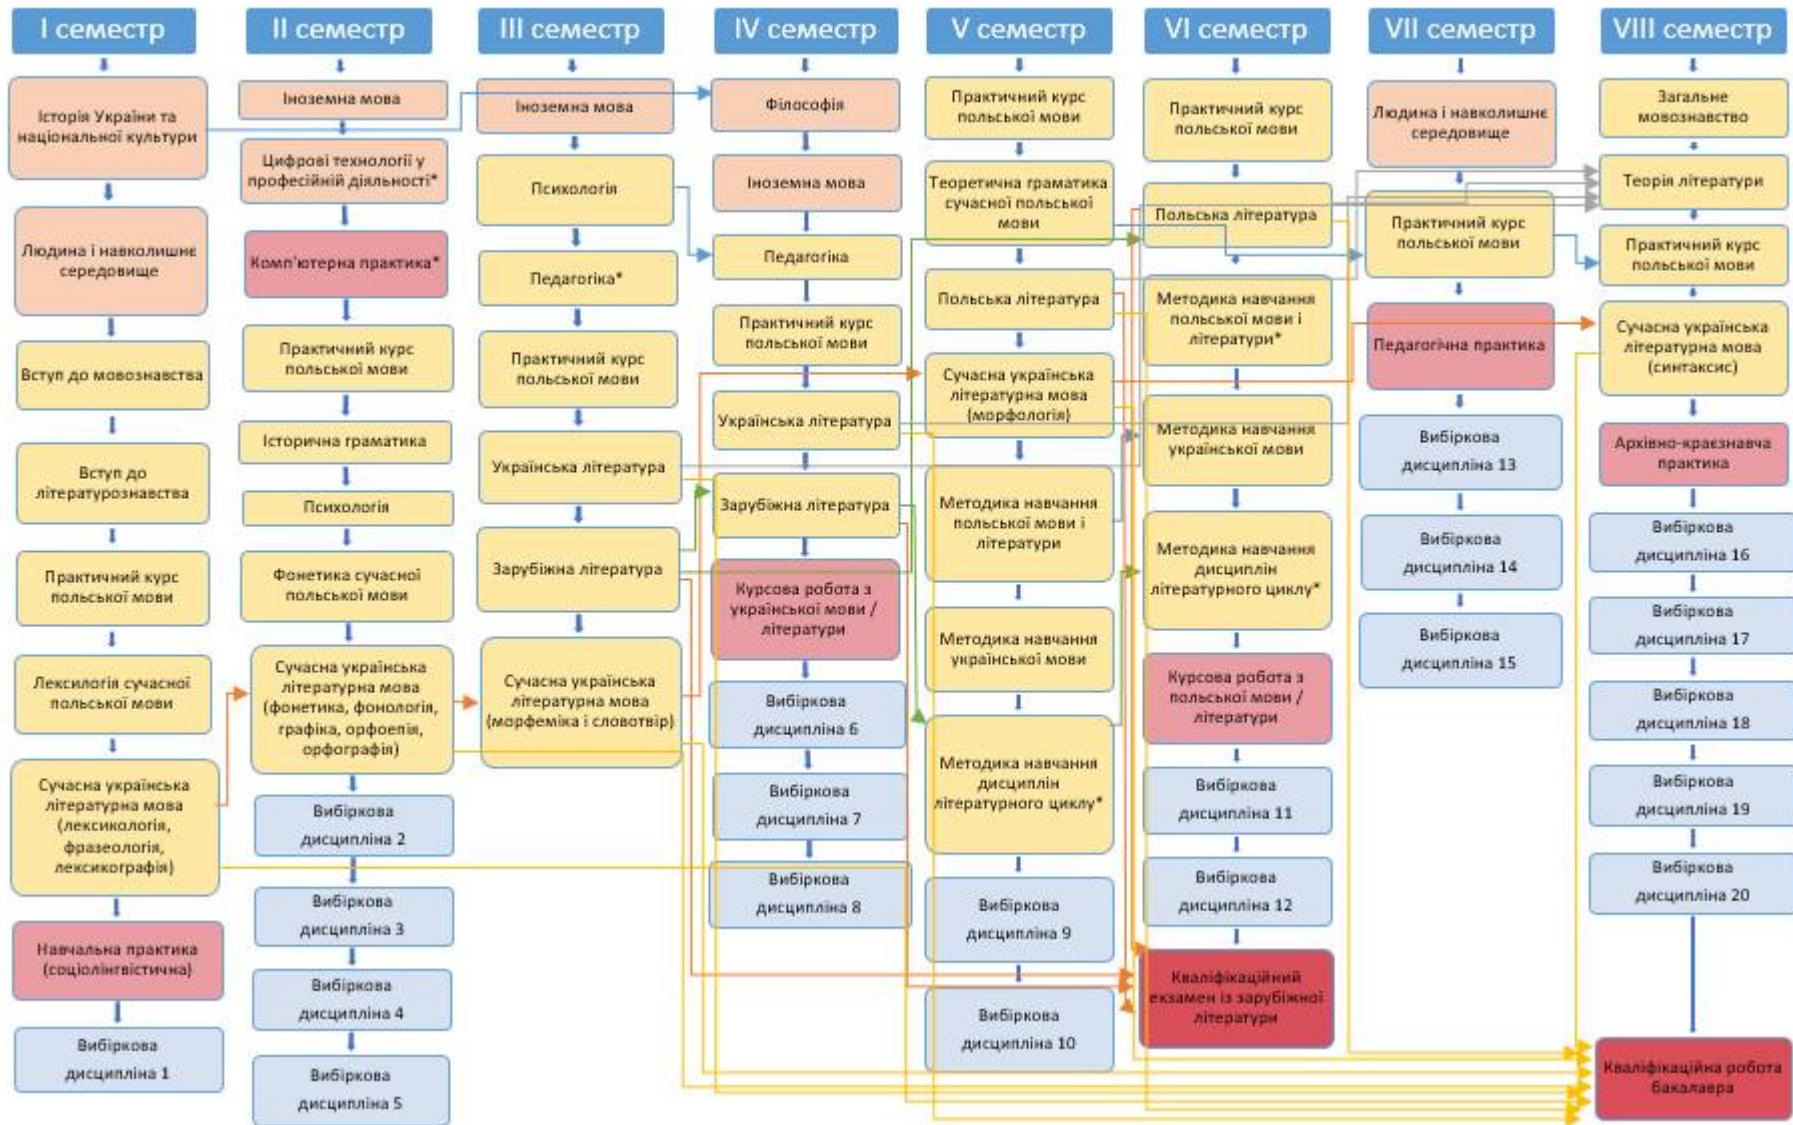 I семестр
Історія України та
національної культури
Людина і навколишнє
середовище
Вступ до мовознавства
Вступ до
літературознавства
Практичний курс
польської мови
Лексилогія сучасної
польської мови
Сучасна українська
літературна мова
(лексикологія,
фразеологія,
лексикографія)
Навчальна практика
(соціолінгвістична)
Вибіркова
дисципліна 1
II семестр
Іноземна мова
Цифрові технології у
професійній діяльності*
Комп'ютерна практика*
Практичний курс
польської мови
Історична граматика
Психологія
Фонетика сучасної
польської мови
Сучасна українська
літературна мова
(фонетика, фонологія,
графіка, орфоепія,
орфографія)
Вибіркова
дисципліна 2
Вибіркова
дисципліна 3
Вибіркова
дисципліна 4
Вибіркова
дисципліна 5
III семестр
Іноземна мова
Психологія
Педагогіка*
Практичний курс
польської мови
Українська література
Зарубіжна література
Сучасна українська
літературна мова
(морфеміка і словотвір)
IV семестр
Філософія
Іноземна мова
Педагогіка
Практичний курс
польської мови
Українська література
Зарубіжна література
Курсова робота з
української мови /
літератури
Вибіркова
дисципліна 6
Вибіркова
дисципліна 7
Вибіркова
дисципліна 8
V семестр
Практичний курс
польської мови
Теоретична граматика
сучасної польської
мови
Польська література
Сучасна українська
літературна мова
(морфологія)
Методика навчання
польської мови і
літератури
Методика навчання
української мови
Методика навчання
дисциплін
літературного циклу*
Вибіркова
дисципліна 9
Вибіркова
дисципліна 10
VI семестр
Практичний курс
польської мови
Польська література
Методика навчання
польської мови і
літератури*
Методика навчання
української мови
Методика навчання
дисциплін
літературного циклу*
Курсова робота з
польської мови /
літератури
Вибіркова
дисципліна 11
Вибіркова
дисципліна 12
Кваліфікаційний
екзамен із зарубіжної
літератури
VII семестр
Людина і навколишнє
середовище
Практичний курс
польської мови
Педагогічна практика
Вибіркова
дисципліна 13
Вибіркова
дисципліна 14
Вибіркова
дисципліна 15
VIII семестр
Загальне
мовознавство
Теорія літератури
Практичний курс
польської мови
Сучасна українська
літературна мова
(синтаксис)
Архівно-краєзнавча
практика
Вибіркова
дисципліна 16
Вибіркова
дисципліна 17
Вибіркова
дисципліна 18
Вибіркова
дисципліна 19
Вибіркова
дисципліна 20
Кваліфікаційна робота
бакалавра